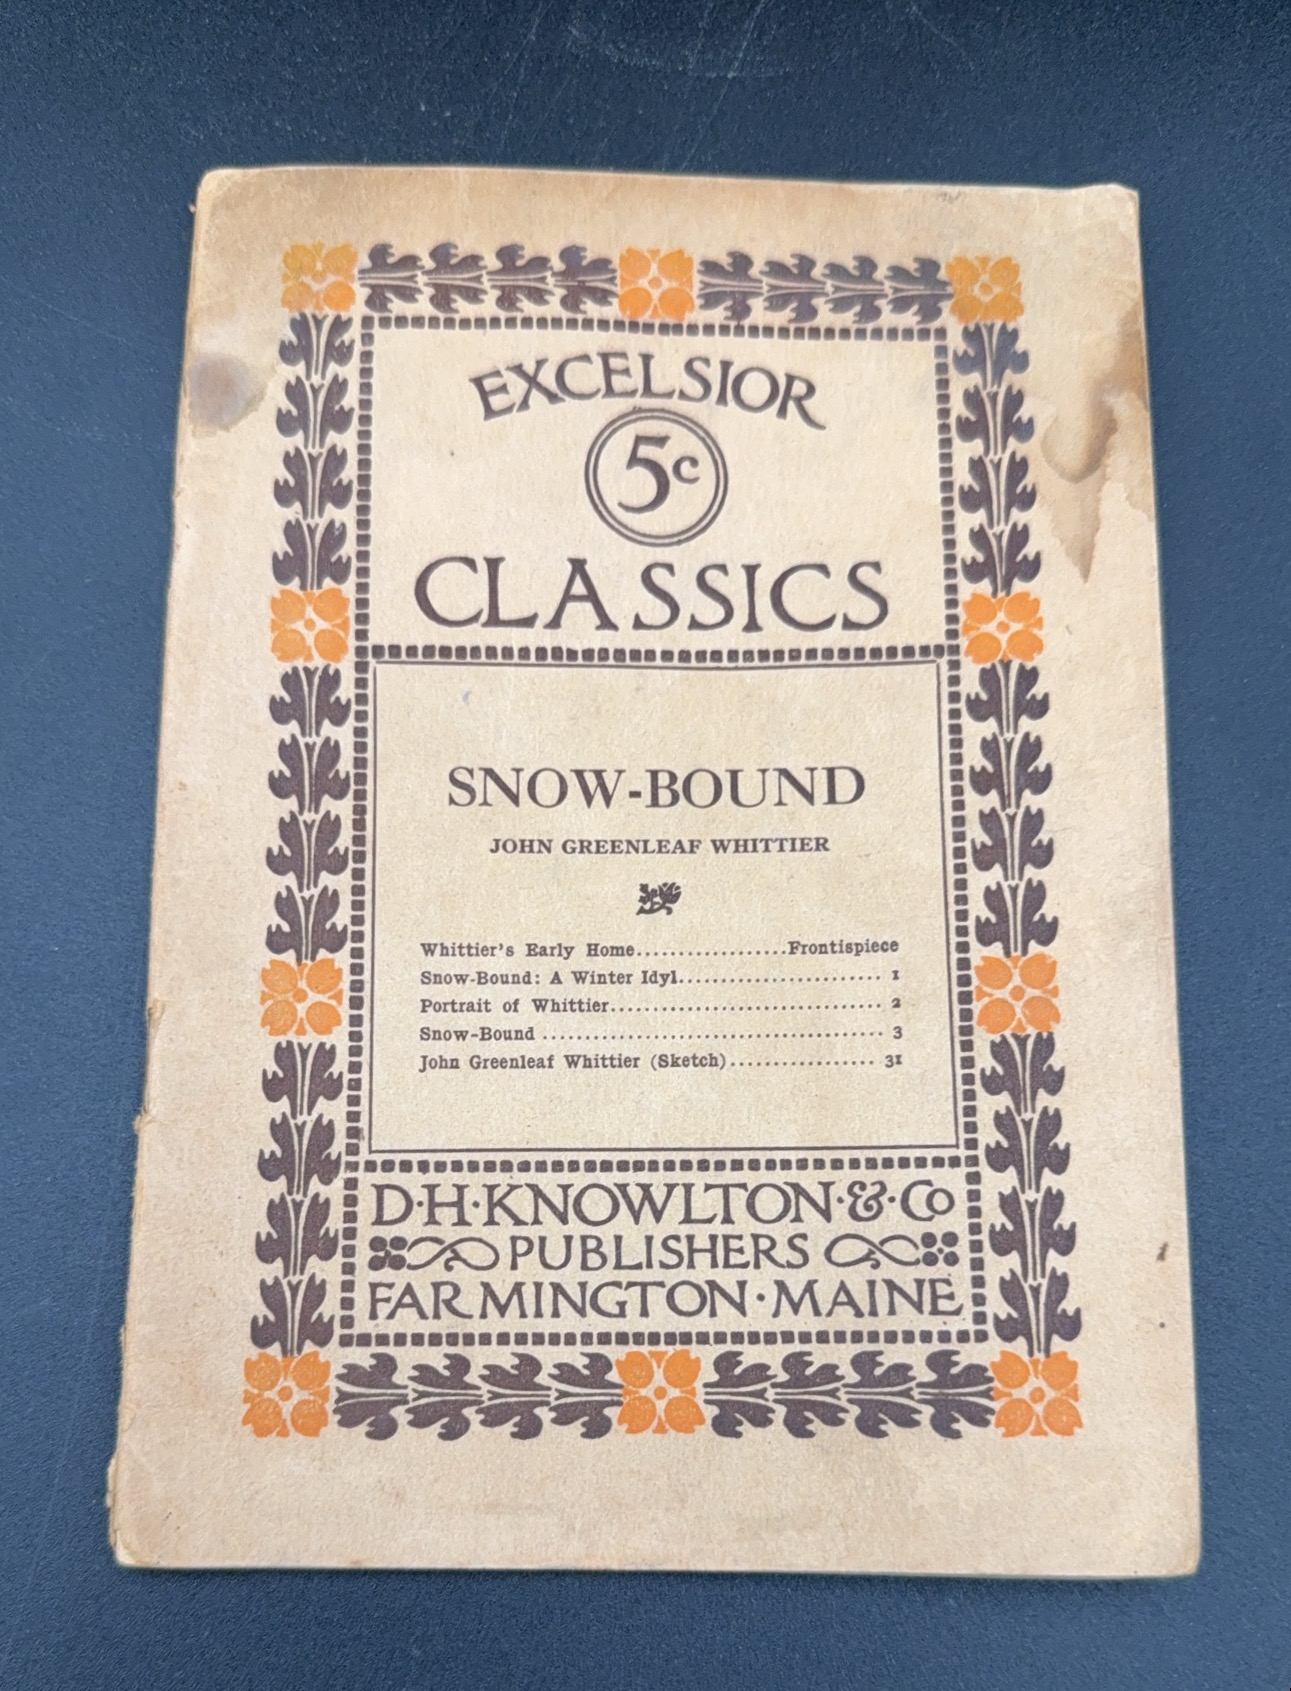 EXCELSIOR
5c
CLASSICS
SNOW-BOUND
JOHN GREENLEAF WHITTIER
Whittier's Early Home..................Frontispiece
Snow-Bound: A Winter Idyl........................ 1
Portrait of Whittier................................ 2
Snow-Bound ......................................... 3
John Greenleaf Whittier (Sketch)................. 31
D·H·KNOWLTON·&·Co
PUBLISHERS
FARMINGTON·MAINE